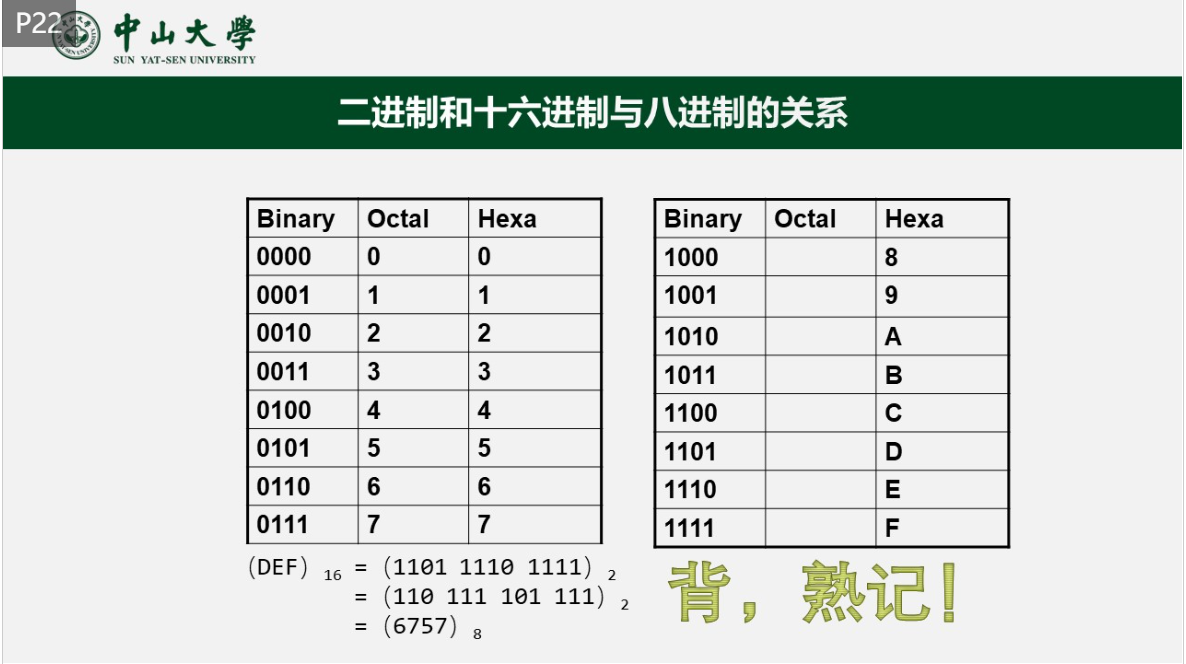 P22
中山大學
SUN YAT-SEN UNIVERSITY
二进制和十六进制与八进制的关系
Binary Octal Hexa
0000 0 0
0001 1 1
0010 2 2
0011 3 3
0100 4 4
0101 5 5
0110 6 6
0111 7 7
Binary Octal Hexa
1000 8
1001 9
1010 A
1011 B
1100 C
1101 D
1110 E
1111 F
(DEF) 16 = (1101 1110 1111) 2
= (110 111 101 111) 2
= (6757) 8
背，熟记！